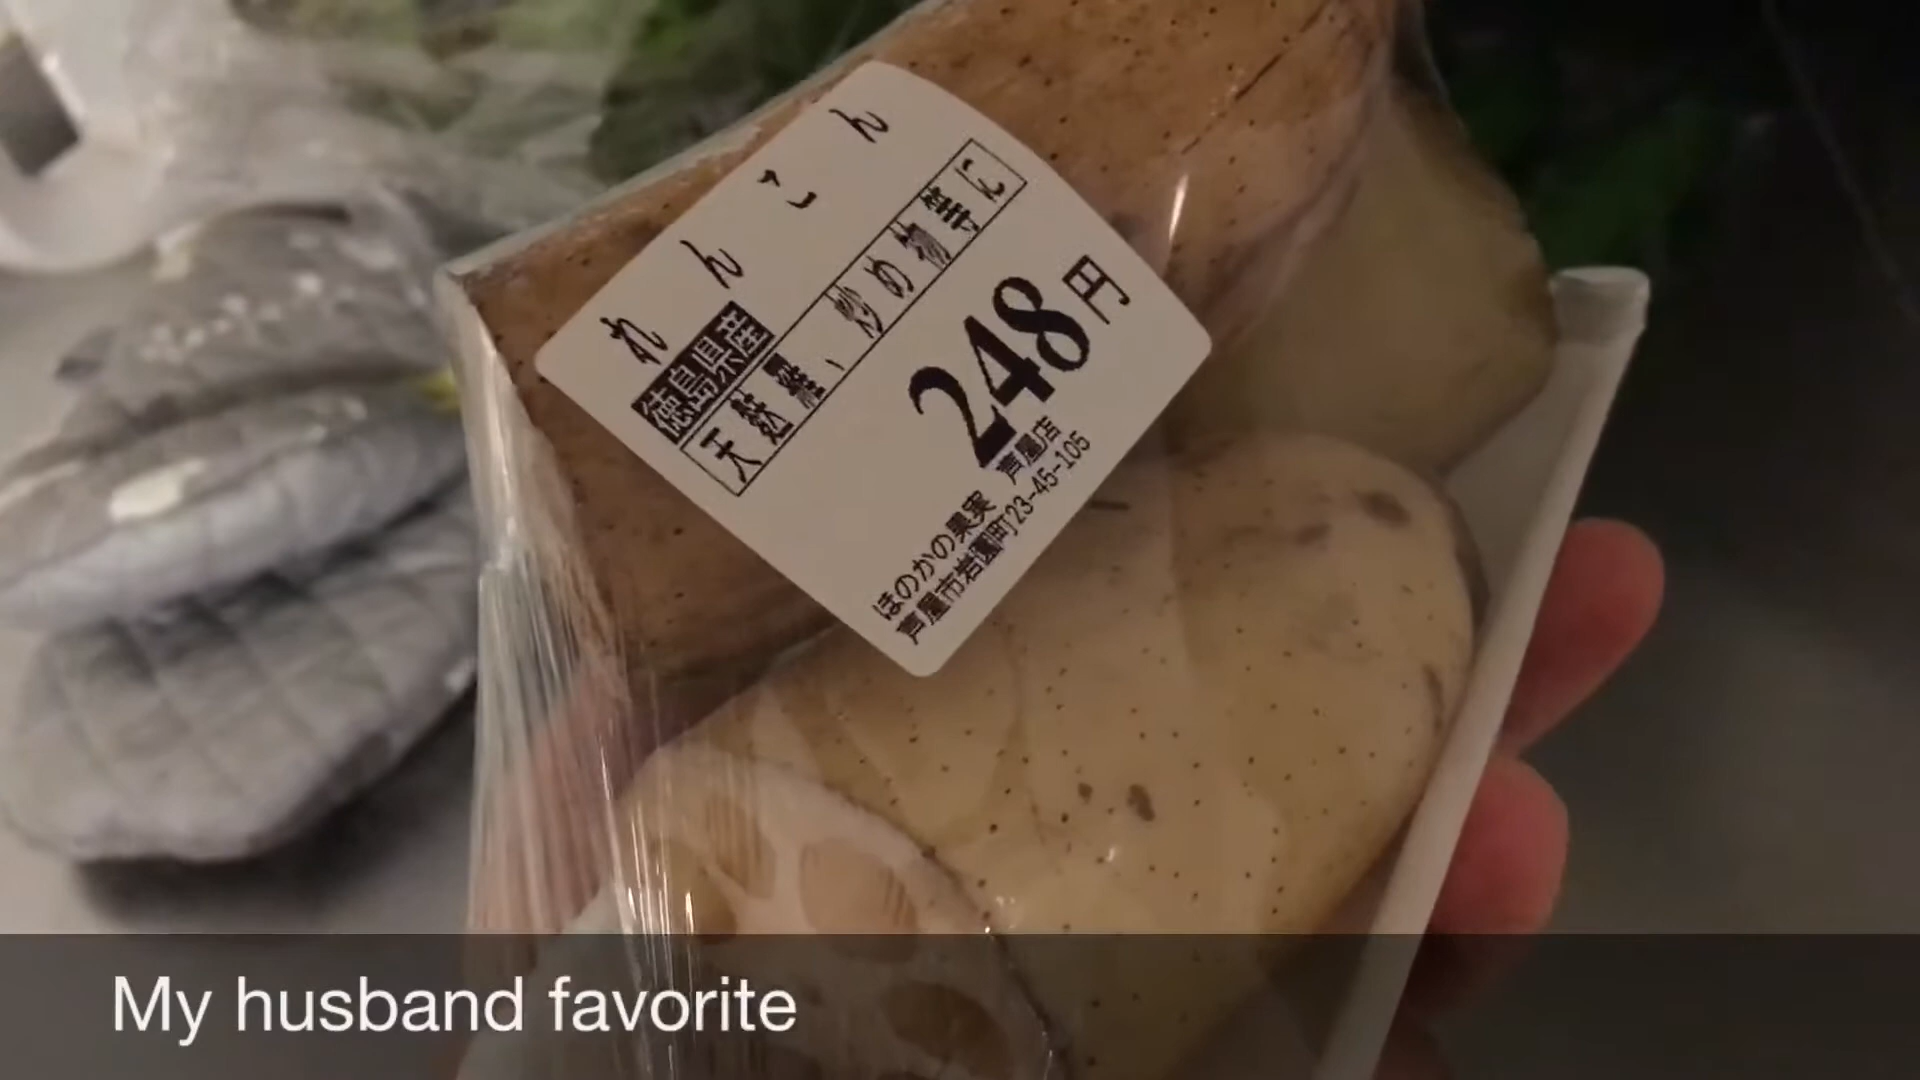 れんこん
徳島県産
天麩羅、炒め物等に
248円
ほのかの果実 芦屋店
芦屋市岩園町23-45-105
My husband favorite